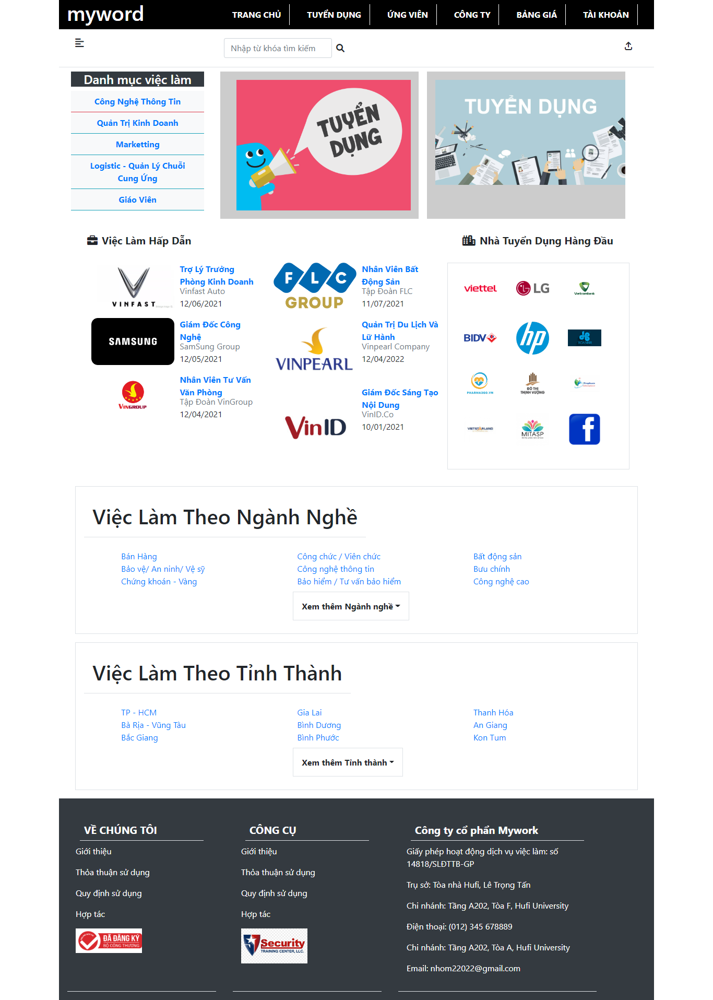 myword
TRANG CHỦ
TUYỂN DỤNG
ỨNG VIÊN
CÔNG TY
BẢNG GIÁ
TÀI KHOẢN
Nhập từ khóa tìm kiếm
Danh mục việc làm
Công Nghệ Thông Tin
Quản Trị Kinh Doanh
Marketting
Logistic - Quản Lý Chuỗi
Cung Ứng
Giáo Viên
TUYỂN
DỤNG
TUYỂN DỤNG
Việc Làm Hấp Dẫn
VINFAST
Trợ Lý Trưởng
Phòng Kinh Doanh
Vinfast Auto
12/06/2021
FLC
GROUP
Nhân Viên Bất
Động Sản
Tập Đoàn FLC
11/07/2021
SAMSUNG
Giám Đốc Công
Nghệ
SamSung Group
12/05/2021
VINPEARL
Quản Trị Du Lịch Và
Lữ Hành
Vinpearl Company
12/04/2022
VINGROUP
Nhân Viên Tư Vấn
Văn Phòng
Tập Đoàn VinGroup
12/04/2021
VinID
Giám Đốc Sáng Tạo
Nội Dung
VinID.Co
10/01/2021
Nhà Tuyển Dụng Hàng Đầu
viettel
LG
Vietcombank
BIDV
hp
PHARMA360.VN
ĐÔ THỊ
THỊNH VƯỢNG
VIETSTARLAND
MITASP
f
Việc Làm Theo Ngành Nghề
Bán Hàng
Bảo vệ/ An ninh/ Vệ sỹ
Chứng khoán - Vàng
Công chức / Viên chức
Công nghệ thông tin
Bảo hiểm / Tư vấn bảo hiểm
Bất động sản
Bưu chính
Công nghệ cao
Xem thêm Ngành nghề
Việc Làm Theo Tỉnh Thành
TP - HCM
Bà Rịa - Vũng Tàu
Bắc Giang
Gia Lai
Bình Dương
Bình Phước
Thanh Hóa
An Giang
Kon Tum
Xem thêm Tỉnh thành
VỀ CHÚNG TÔI
Giới thiệu
Thỏa thuận sử dụng
Quy định sử dụng
Hợp tác
ĐÃ ĐĂNG KÝ
BỘ CÔNG THƯƠNG
CÔNG CỤ
Giới thiệu
Thỏa thuận sử dụng
Quy định sử dụng
Hợp tác
Security
TRAINING CENTER, LLC.
Công ty cổ phẩn Mywork
Giấy phép hoạt động dịch vụ việc làm: số
14818/SLĐTTB-GP
Trụ sở: Tòa nhà Hufi, Lê Trọng Tấn
Chi nhánh: Tầng A202, Tòa F, Hufi University
Điện thoại: (012) 345 678889
Chi nhánh: Tầng A202, Tòa A, Hufi University
Email: nhom22022@gmail.com